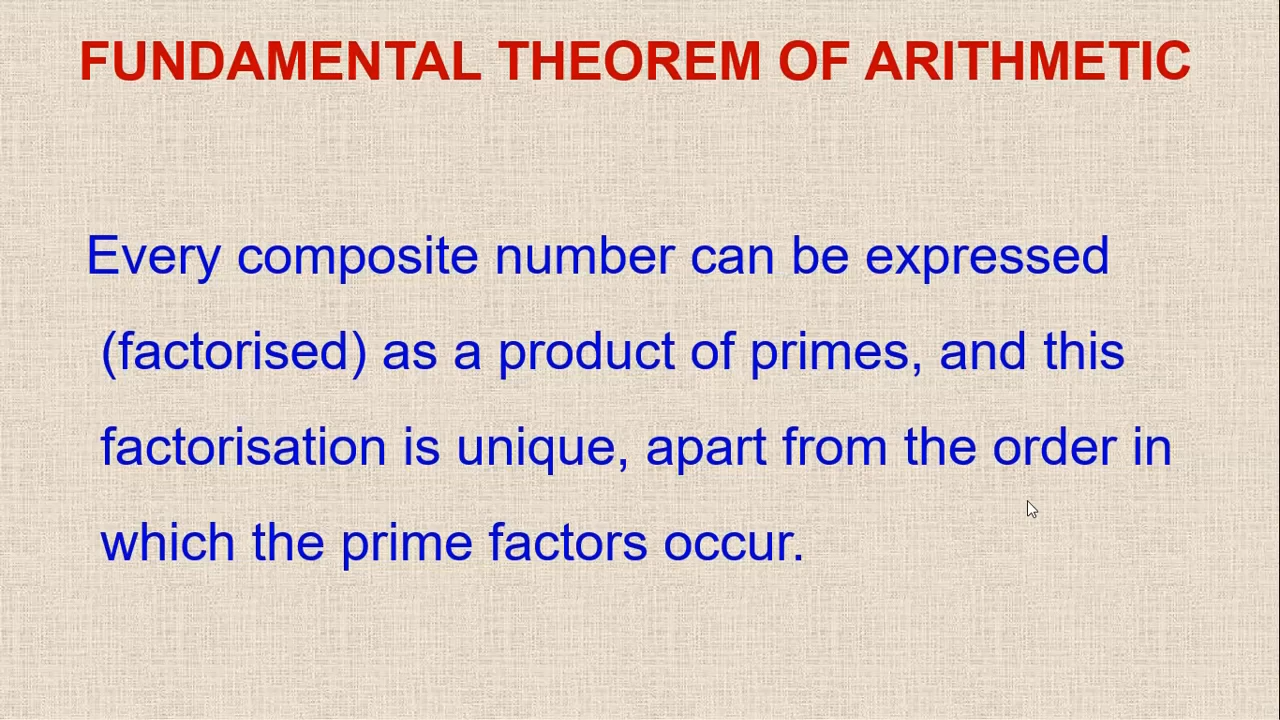 FUNDAMENTAL THEOREM OF ARITHMETIC
Every composite number can be expressed
(factorised) as a product of primes, and this
factorisation is unique, apart from the order in
which the prime factors occur.